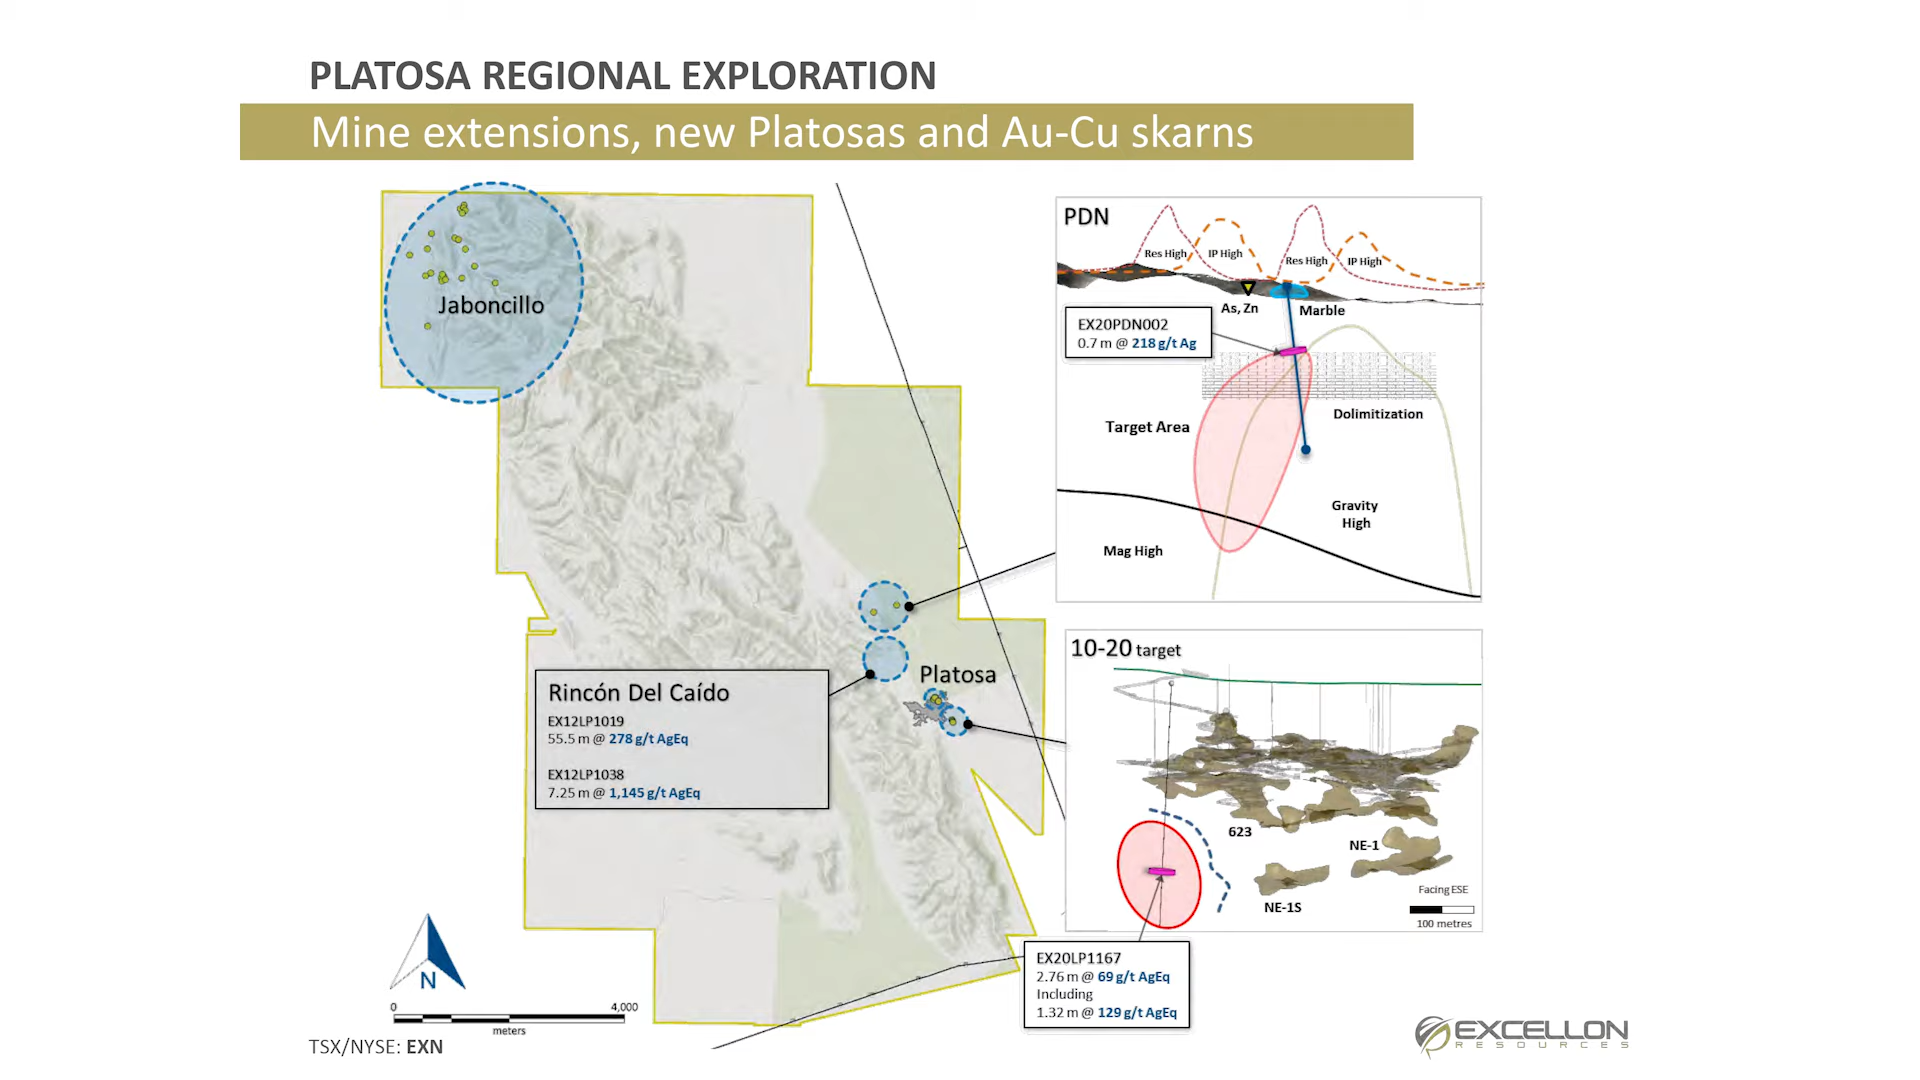 PLATOSA REGIONAL EXPLORATION
Mine extensions, new Platosas and Au-Cu skarns
Jaboncillo
Rincón Del Caído
EX12LP1019
55.5 m @ 278 g/t AgEq
EX12LP1038
7.25 m @ 1,145 g/t AgEq
Platosa
PDN
Res High
IP High
Res High
IP High
As, Zn
Marble
EX20PDN002
0.7 m @ 218 g/t Ag
Target Area
Dolimitization
Gravity
High
Mag High
10-20 target
623
NE-1
NE-1S
Facing ESE
100 metres
EX20LP1167
2.76 m @ 69 g/t AgEq
Including
1.32 m @ 129 g/t AgEq
N
0 4,000
meters
TSX/NYSE: EXN
EXCELLON
RESOURCES